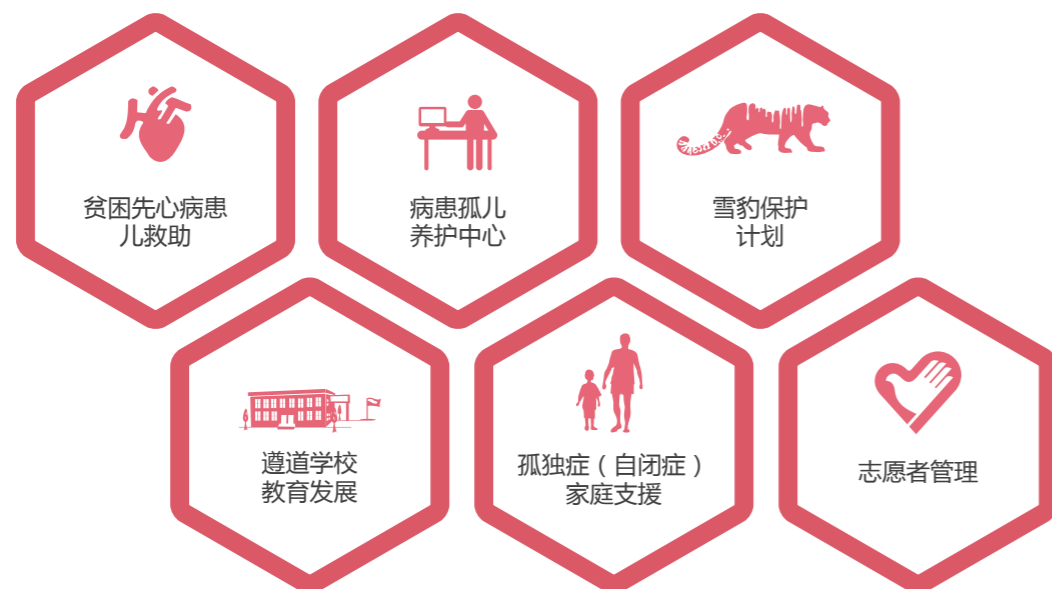 贫困先心病患
儿救助
病患孤儿
养护中心
雪豹保护
计划
遵道学校
教育发展
孤独症（自闭症）
家庭支援
志愿者管理